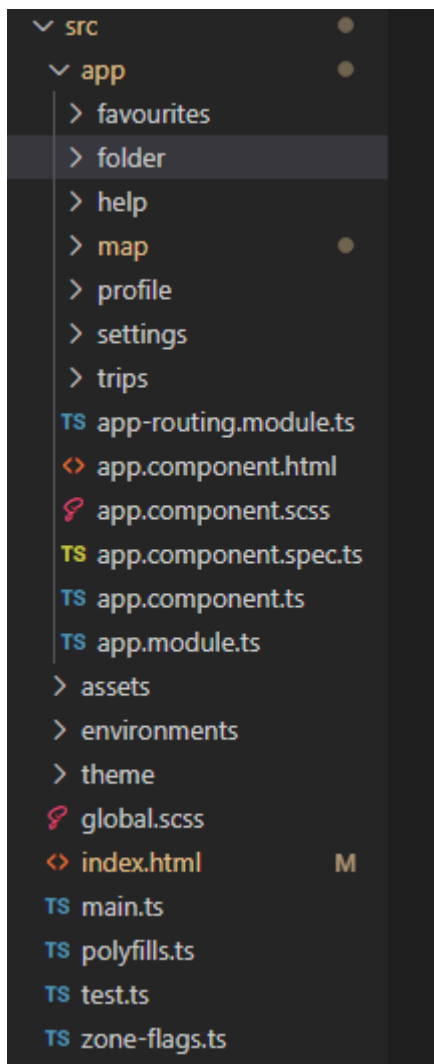 src
app
favourites
folder
help
map
profile
settings
trips
TS app-routing.module.ts
app.component.html
app.component.scss
TS app.component.spec.ts
TS app.component.ts
TS app.module.ts
assets
environments
theme
global.scss
index.html M
TS main.ts
TS polyfills.ts
TS test.ts
TS zone-flags.ts